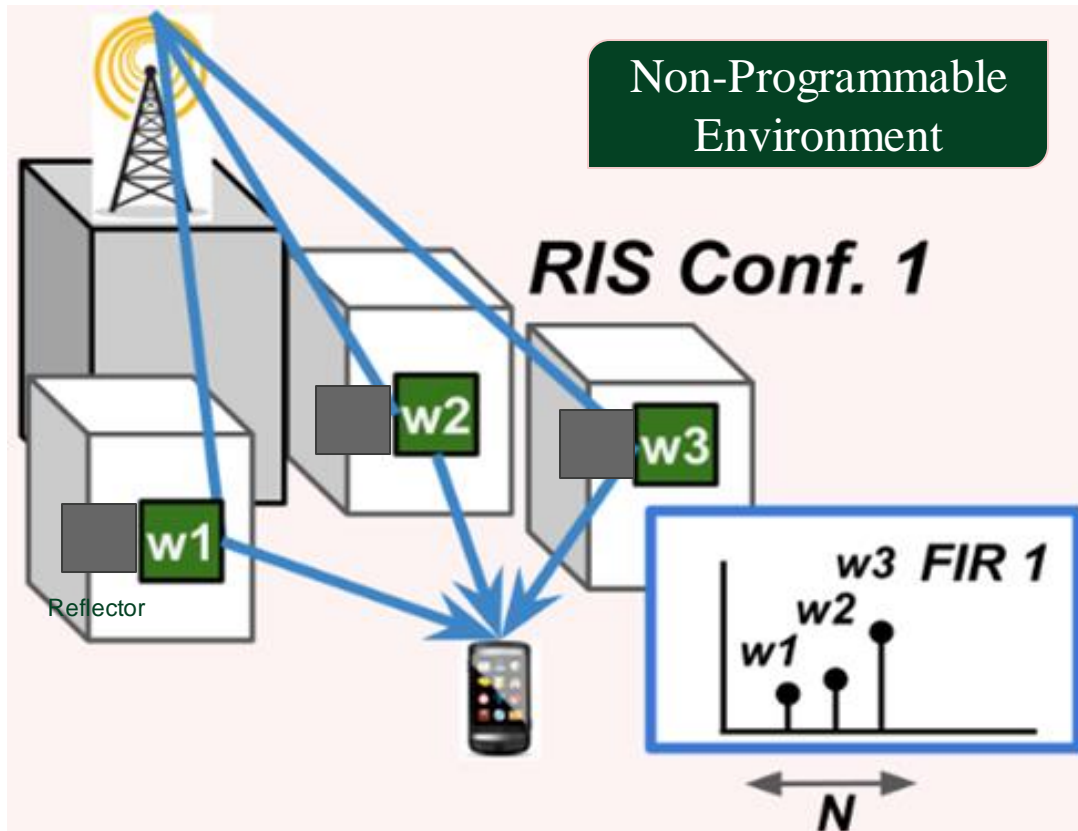 Non-Programmable
Environment
RIS Conf. 1
w2
w3
w1
Reflector
w3 FIR 1
w2
w1
N